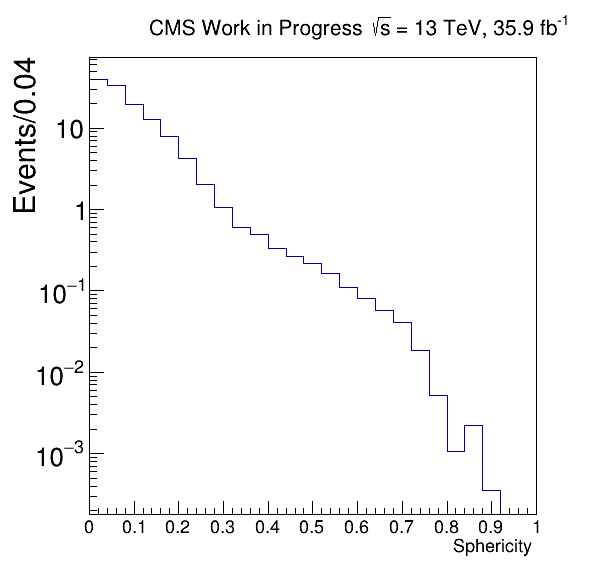 CMS Work in Progress √s = 13 TeV, 35.9 fb⁻¹
Events/0.04
10
1
10⁻¹
10⁻²
10⁻³
0 0.1 0.2 0.3 0.4 0.5 0.6 0.7 0.8 0.9 1
Sphericity